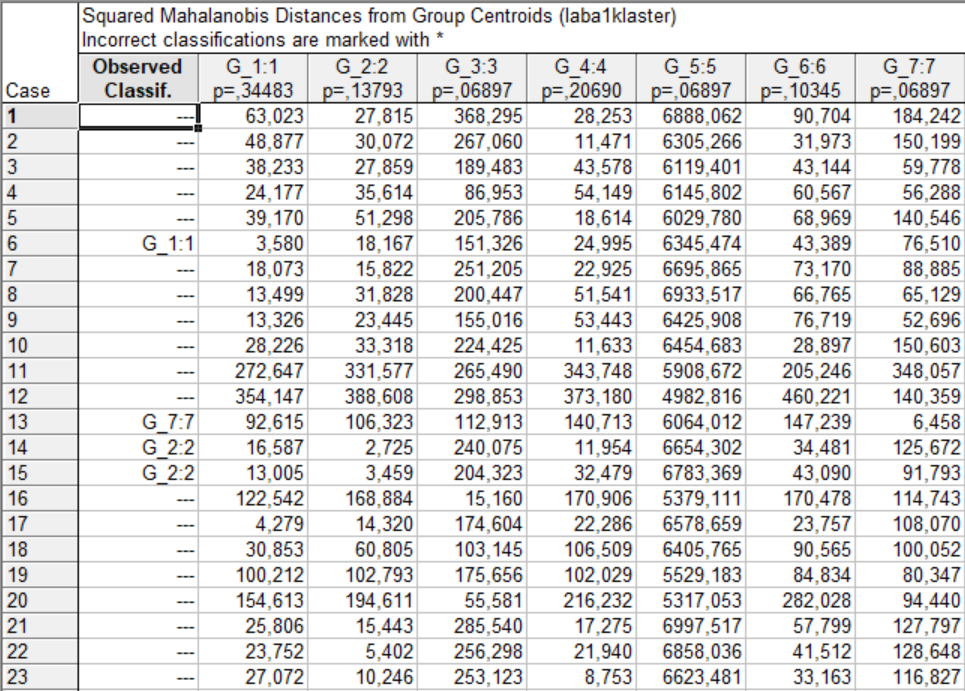 Squared Mahalanobis Distances from Group Centroids (laba1klaster)
Incorrect classifications are marked with *
Case Observed Classif. G_1:1 p=,34483 G_2:2 p=,13793 G_3:3 p=,06897 G_4:4 p=,20690 G_5:5 p=,06897 G_6:6 p=,10345 G_7:7 p=,06897
1 --- 63,023 27,815 368,295 28,253 6888,062 90,704 184,242
2 --- 48,877 30,072 267,060 11,471 6305,266 31,973 150,199
3 --- 38,233 27,859 189,483 43,578 6119,401 43,144 59,778
4 --- 24,177 35,614 86,953 54,149 6145,802 60,567 56,288
5 --- 39,170 51,298 205,786 18,614 6029,780 68,969 140,546
6 G_1:1 3,580 18,167 151,326 24,995 6345,474 43,389 76,510
7 --- 18,073 15,822 251,205 22,925 6695,865 73,170 88,885
8 --- 13,499 31,828 200,447 51,541 6933,517 66,765 65,129
9 --- 13,326 23,445 155,016 53,443 6425,908 76,719 52,696
10 --- 28,226 33,318 224,425 11,633 6454,683 28,897 150,603
11 --- 272,647 331,577 265,490 343,748 5908,672 205,246 348,057
12 --- 354,147 388,608 298,853 373,180 4982,816 460,221 140,359
13 G_7:7 92,615 106,323 112,913 140,713 6064,012 147,239 6,458
14 G_2:2 16,587 2,725 240,075 11,954 6654,302 34,481 125,672
15 G_2:2 13,005 3,459 204,323 32,479 6783,369 43,090 91,793
16 --- 122,542 168,884 15,160 170,906 5379,111 170,478 114,743
17 --- 4,279 14,320 174,604 22,286 6578,659 23,757 108,070
18 --- 30,853 60,805 103,145 106,509 6405,765 90,565 100,052
19 --- 100,212 102,793 175,656 102,029 5529,183 84,834 80,347
20 --- 154,613 194,611 55,581 216,232 5317,053 282,028 94,440
21 --- 25,806 15,443 285,540 17,275 6997,517 57,799 127,797
22 --- 23,752 5,402 256,298 21,940 6858,036 41,512 128,648
23 --- 27,072 10,246 253,123 8,753 6623,481 33,163 116,827